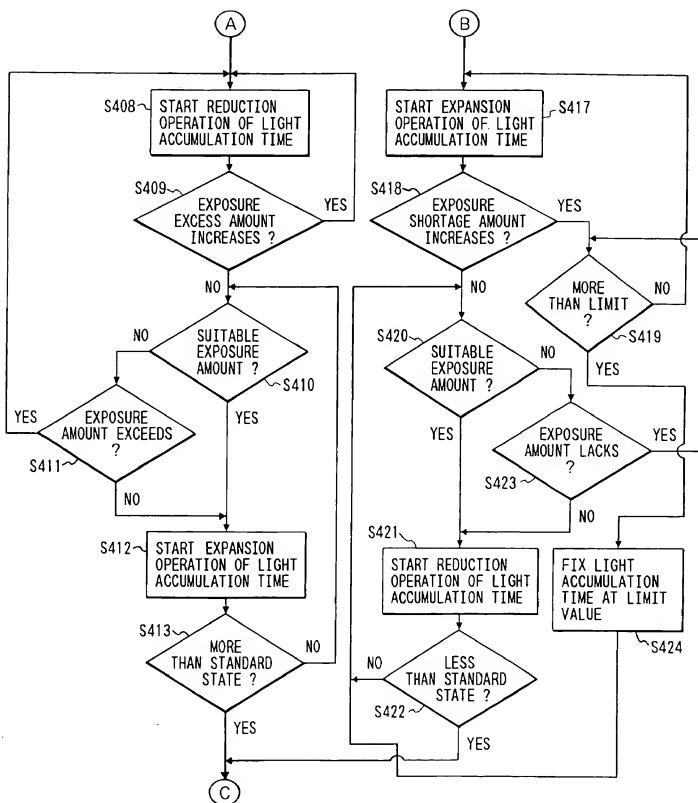 A
B
S408
START REDUCTION
OPERATION OF LIGHT
ACCUMULATION TIME
START EXPANSION
OPERATION OF LIGHT
ACCUMULATION TIME
S417
S409
EXPOSURE
EXCESS AMOUNT
INCREASES ?
YES
NO
S418
EXPOSURE
SHORTAGE AMOUNT
INCREASES ?
YES
NO
MORE
THAN LIMIT
?
NO
S419
YES
NO
SUITABLE
EXPOSURE
AMOUNT ?
S410
YES
S420
SUITABLE
EXPOSURE
AMOUNT ?
NO
YES
YES
EXPOSURE
AMOUNT EXCEEDS
?
S411
NO
EXPOSURE
AMOUNT LACKS
?
YES
S423
NO
S412
START EXPANSION
OPERATION OF LIGHT
ACCUMULATION TIME
S421
START REDUCTION
OPERATION OF LIGHT
ACCUMULATION TIME
FIX LIGHT
ACCUMULATION
TIME AT LIMIT
VALUE
S424
S413
MORE
THAN STANDARD
STATE ?
NO
YES
NO
LESS
THAN STANDARD
STATE ?
S422
YES
C